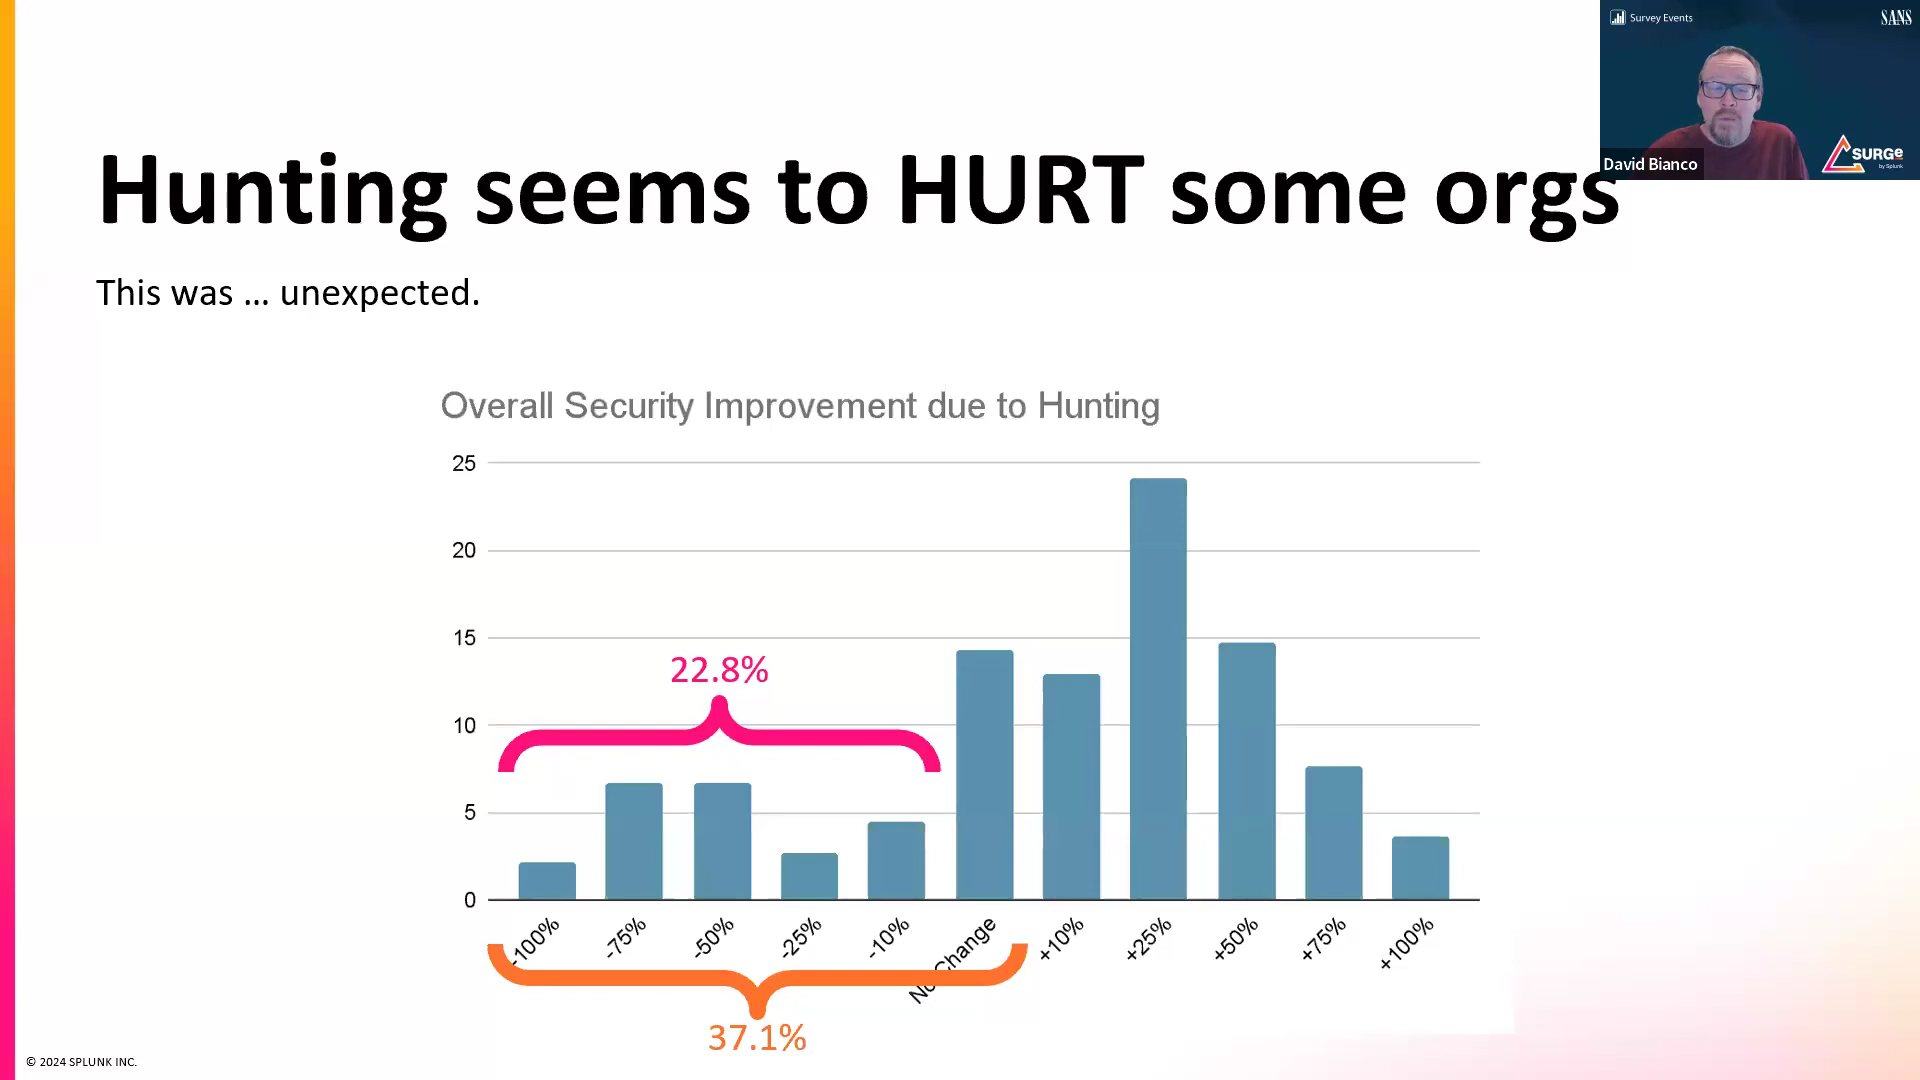 Survey Events
SANS
SURGe
by Splunk
David Bianco
Hunting seems to HURT some orgs
This was ... unexpected.
Overall Security Improvement due to Hunting
25
20
15
10
5
0
22.8%
-100%
-75%
-50%
-25%
-10%
No Change
+10%
+25%
+50%
+75%
+100%
37.1%
© 2024 SPLUNK INC.